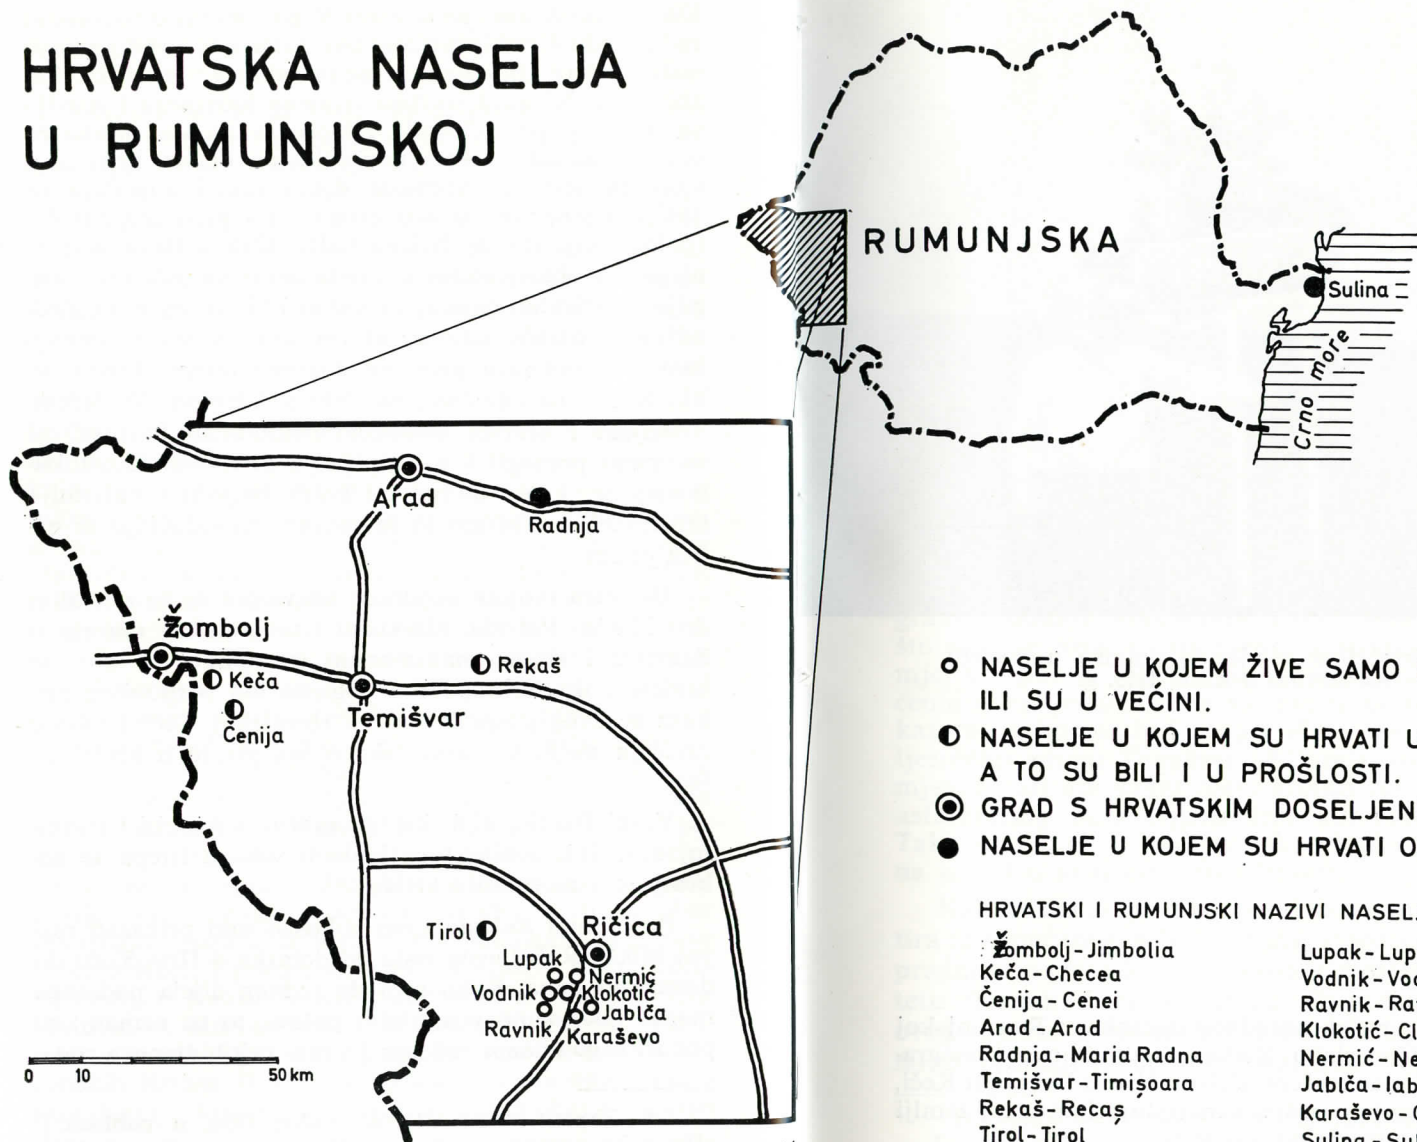 HRVATSKA NASELJA
U RUMUNJSKOJ
RUMUNJSKA
Sulina
Crno more
Arad
Radnja
Žombolj
Keča
Rekaš
Čenija
Temišvar
Tirol
Ričica
Lupak
Nermić
Vodnik
Klokotić
Jablča
Ravnik
Karaševo
0 10 50 km
NASELJE U KOJEM ŽIVE SAMO
ILI SU U VEĆINI.
NASELJE U KOJEM SU HRVATI U
A TO SU BILI I U PROŠLOSTI.
GRAD S HRVATSKIM DOSELJEN
NASELJE U KOJEM SU HRVATI O
HRVATSKI I RUMUNJSKI NAZIVI NASEL
Žombolj - Jimbolia
Keča - Checea
Čenija - Cenei
Arad - Arad
Radnja - Maria Radna
Temišvar - Timișoara
Rekaš - Recaș
Tirol - Tirol
Lupak - Lup
Vodnik - Vo
Ravnik - Ra
Klokotić - Cl
Nermić - Ne
Jablča - Iab
Karaševo - C
Sulina - Su